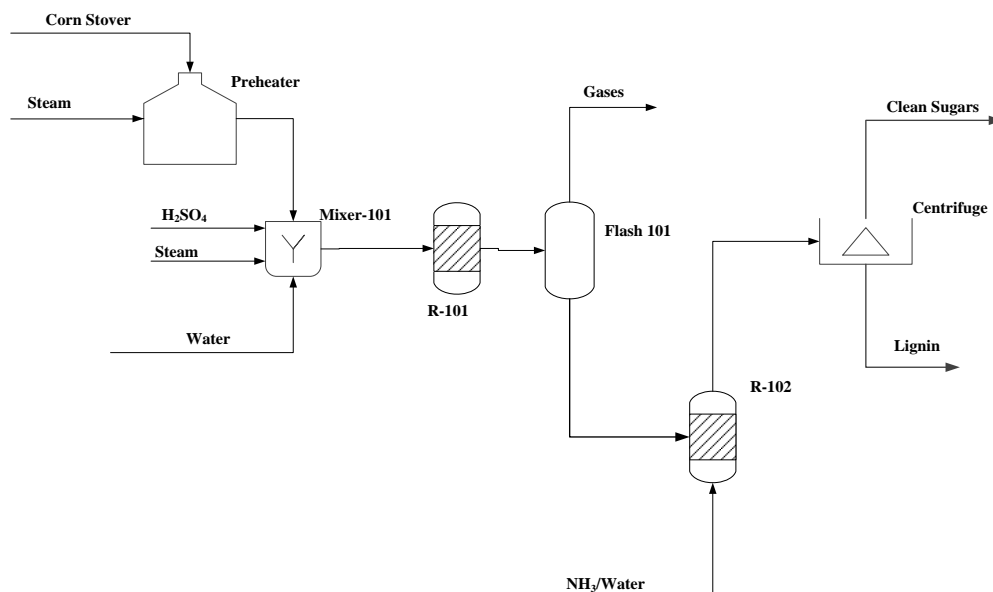 Corn Stover
Preheater
Steam
Gases
Clean Sugars
H₂SO₄
Mixer-101
Centrifuge
Steam
Flash 101
R-101
Water
Lignin
R-102
NH₃/Water